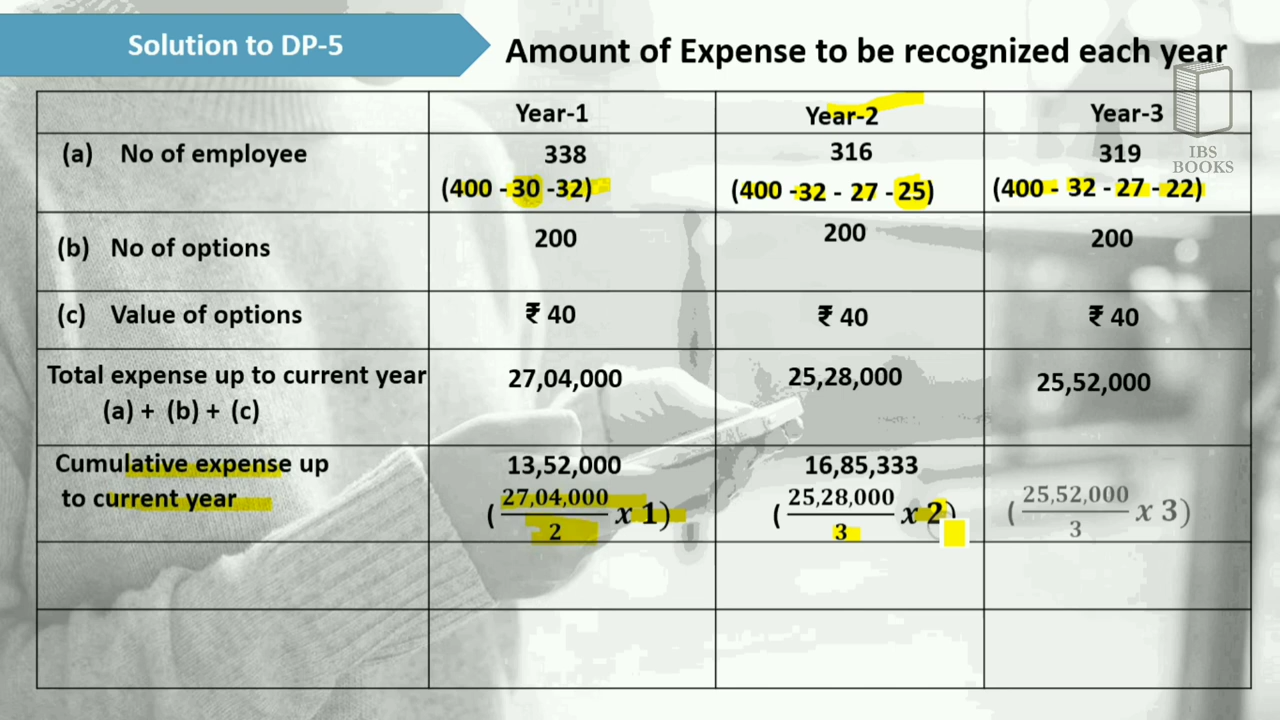 Solution to DP-5
Amount of Expense to be recognized each year
IBS
BOOKS
Year-1 Year-2 Year-3
(a) No of employee 338 316 319
(400 -30 -32) (400 -32 - 27 -25) (400 - 32 - 27 - 22)
(b) No of options 200 200 200
(c) Value of options ₹ 40 ₹ 40 ₹ 40
Total expense up to current year 27,04,000 25,28,000 25,52,000
(a) + (b) + (c)
Cumulative expense up 13,52,000 16,85,333
to current year (27,04,000/2 x 1) (25,28,000/3 x 2) (25,52,000/3 x 3)